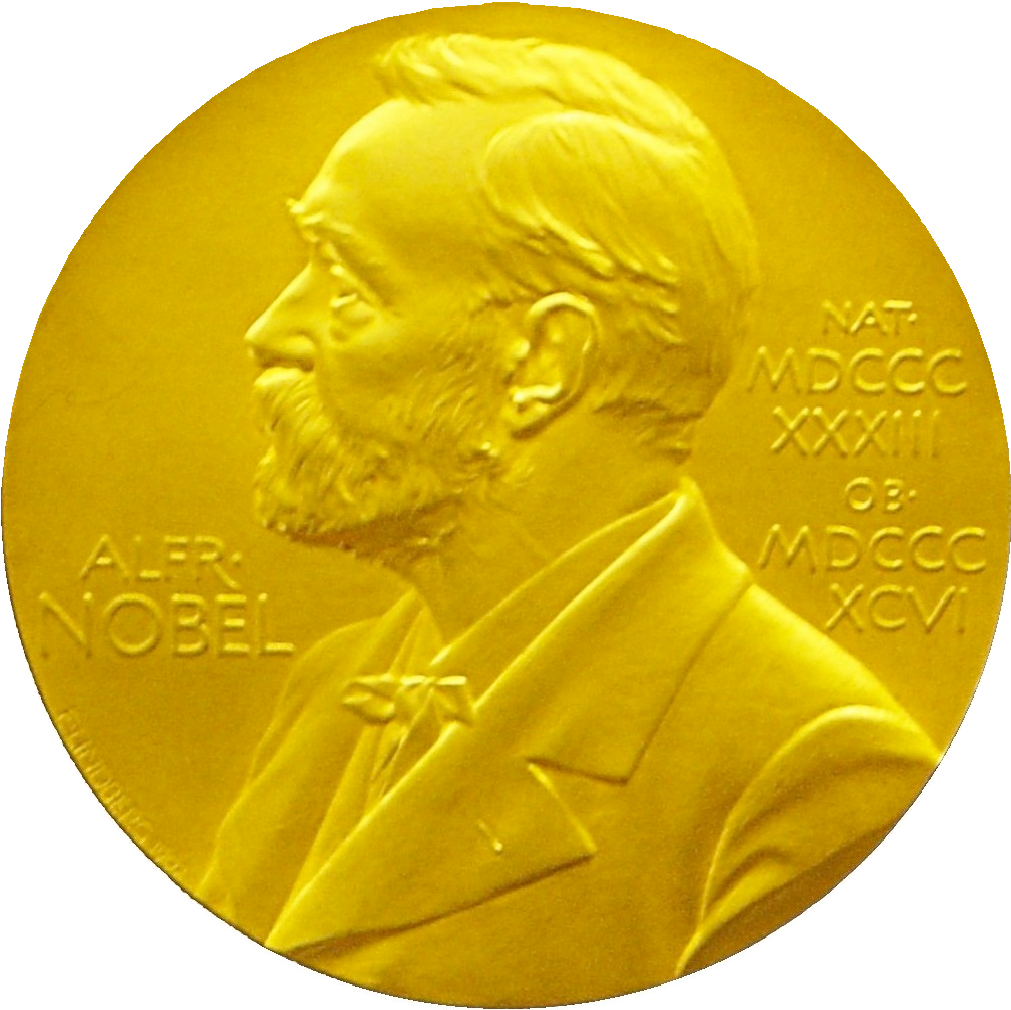 ALFR·
NOBEL
NAT·
MDCCC
XXXIII
OB·
MDCCC
XCVI